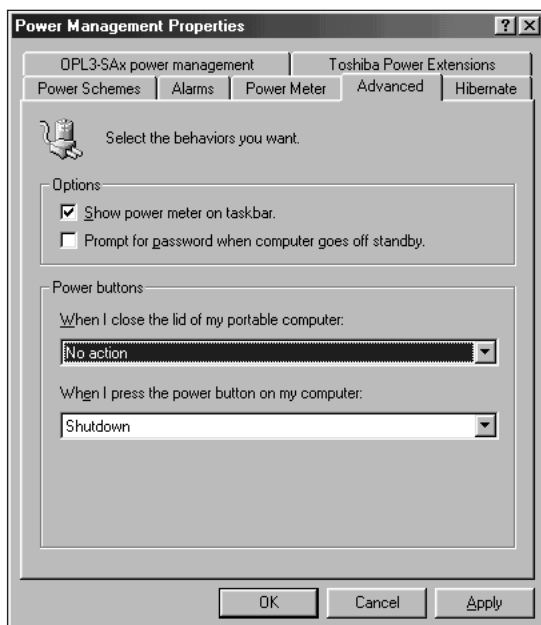 Power Management Properties
OPL3-SAx power management
Toshiba Power Extensions
Power Schemes
Alarms
Power Meter
Advanced
Hibernate
Select the behaviors you want.
Options
Show power meter on taskbar.
Prompt for password when computer goes off standby.
Power buttons
When I close the lid of my portable computer:
No action
When I press the power button on my computer:
Shutdown
OK
Cancel
Apply